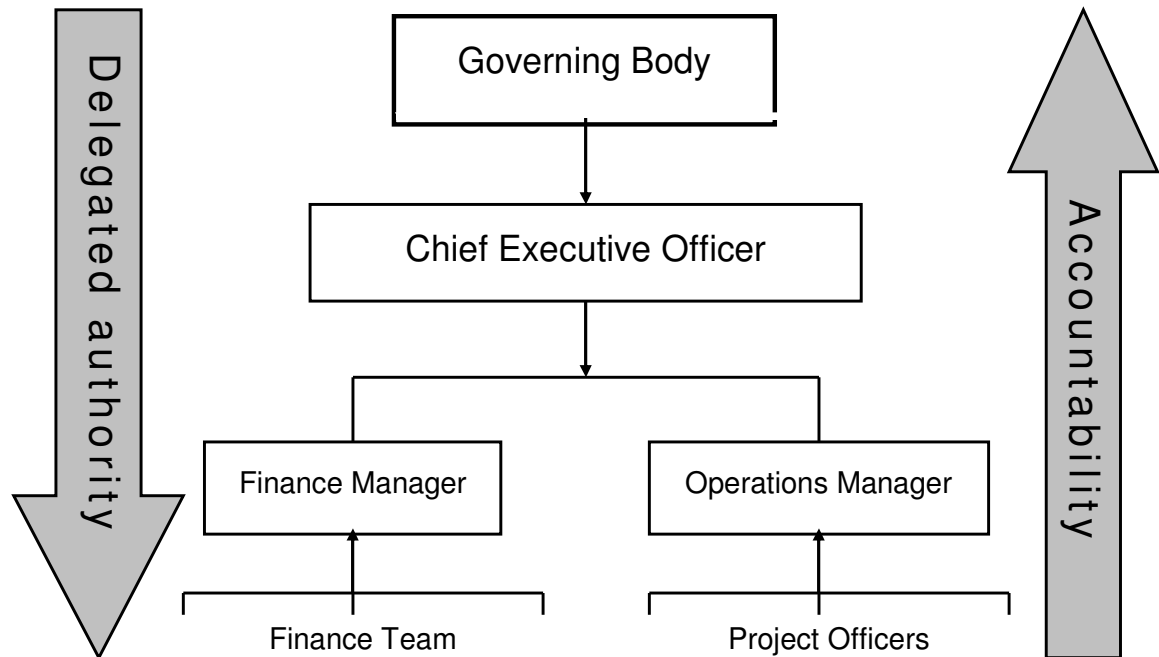 Governing Body
Delegated authority
Accountability
Chief Executive Officer
Finance Manager
Operations Manager
Finance Team
Project Officers